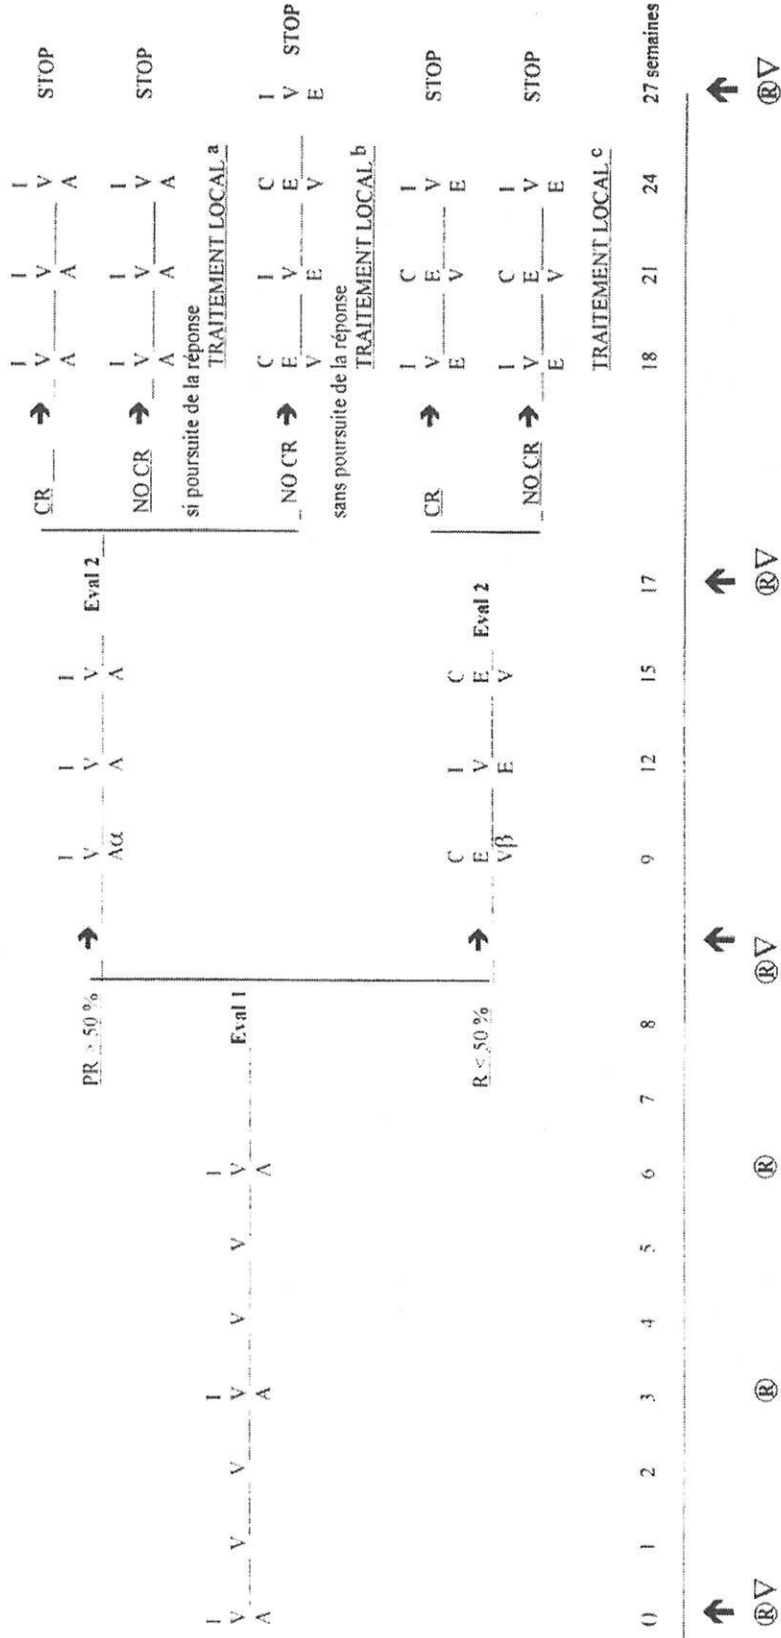 I I I CR I I I
V V V V V V V V V V V V STOP
A A A Aα A A A A A
PR > 50 %
Eval 1
Eval 2
NO CR I I I
V V V STOP
A A A
si poursuite de la réponse
TRAITEMENT LOCAL a
NO CR C I C I
E V E V STOP
V E V E
sans poursuite de la réponse
TRAITEMENT LOCAL b
R < 50 %
C I C
E V E
Vβ E V
Eval 2
CR I C I
V E V STOP
E V E
NO CR I C I
V E V STOP
E V E
TRAITEMENT LOCAL c
0 1 2 3 4 5 6 7 8 9 12 15 17 18 21 24 27 semaines
® ® ® ® ® ®